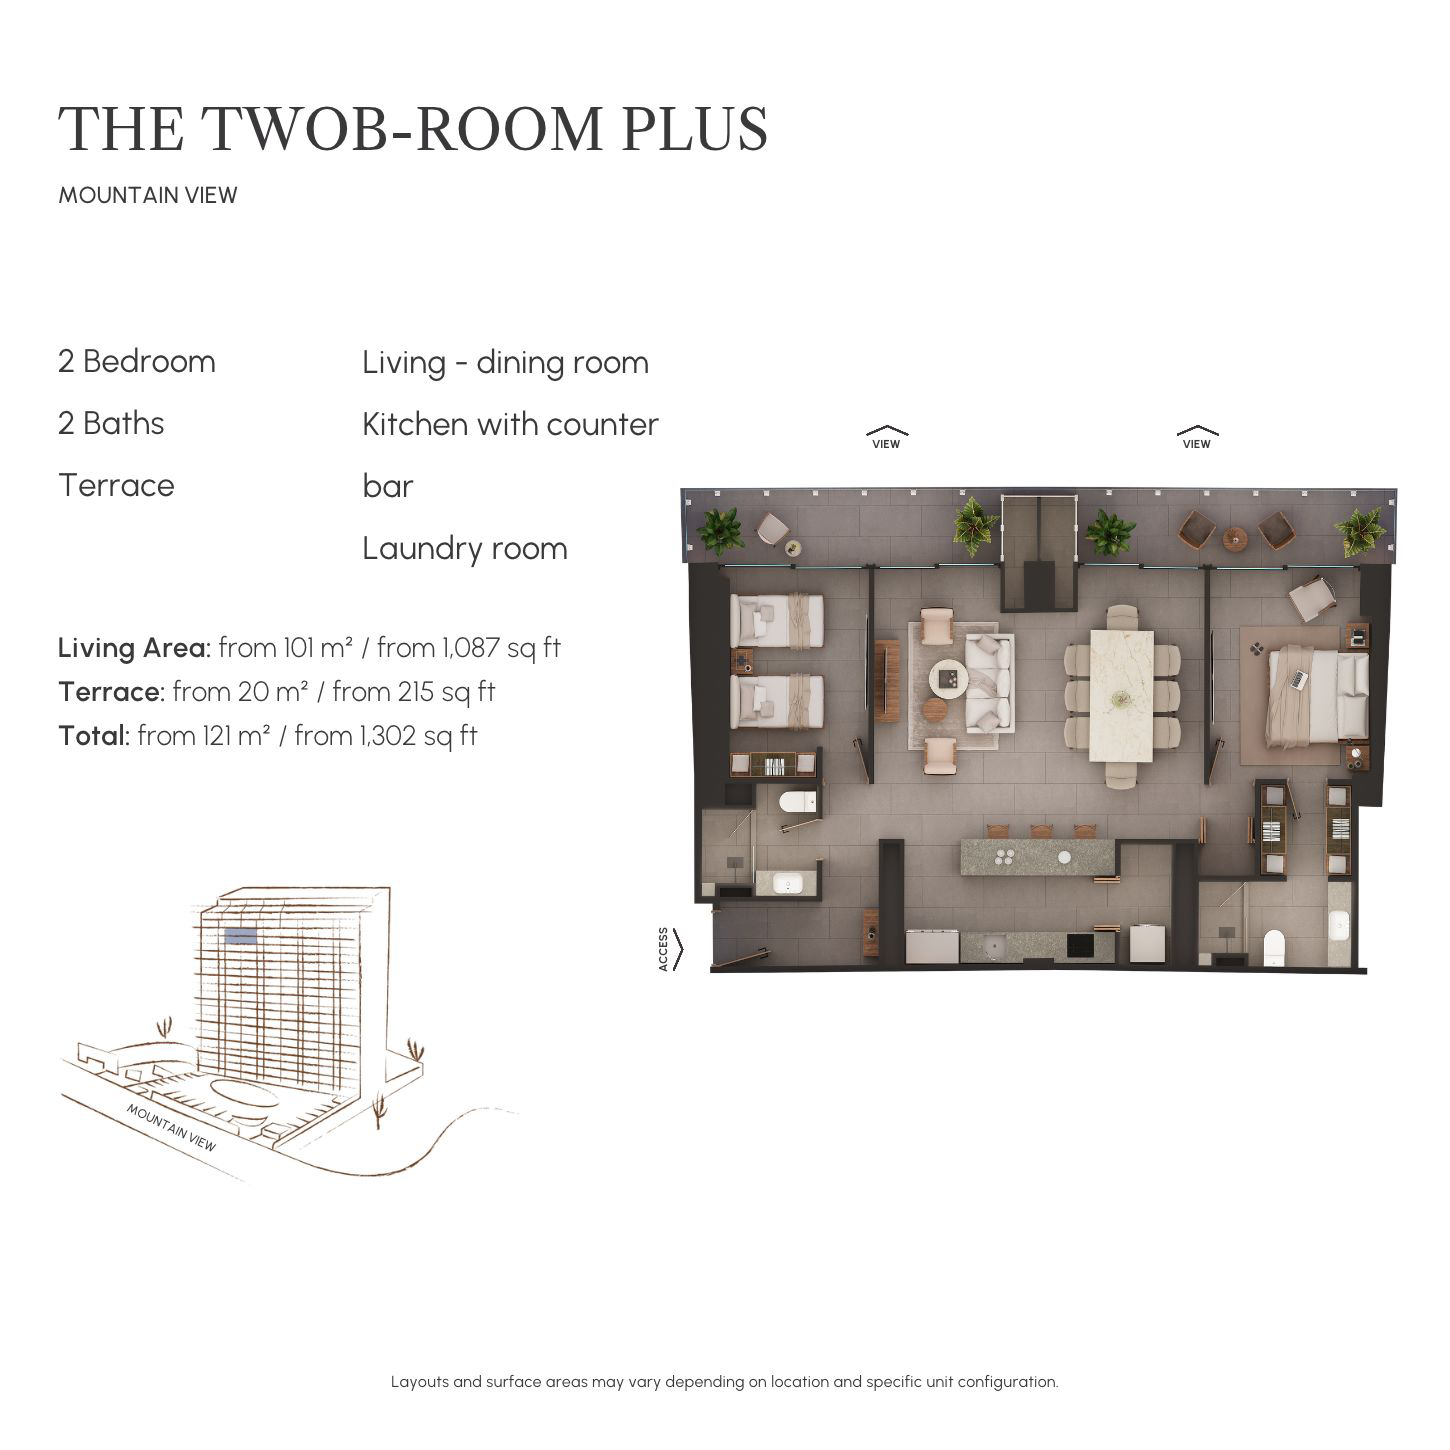 THE TWOB-ROOM PLUS
MOUNTAIN VIEW
2 Bedroom
2 Baths
Terrace
Living - dining room
Kitchen with counter
bar
Laundry room
Living Area: from 101 m² / from 1,087 sq ft
Terrace: from 20 m² / from 215 sq ft
Total: from 121 m² / from 1,302 sq ft
VIEW
VIEW
ACCESS
MOUNTAIN VIEW
Layouts and surface areas may vary depending on location and specific unit configuration.